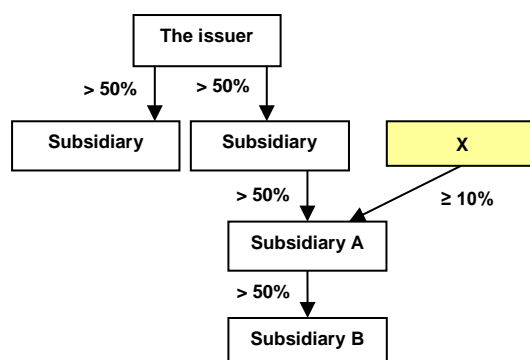 The issuer
> 50%
> 50%
Subsidiary
Subsidiary
X
> 50%
≥ 10%
Subsidiary A
> 50%
Subsidiary B